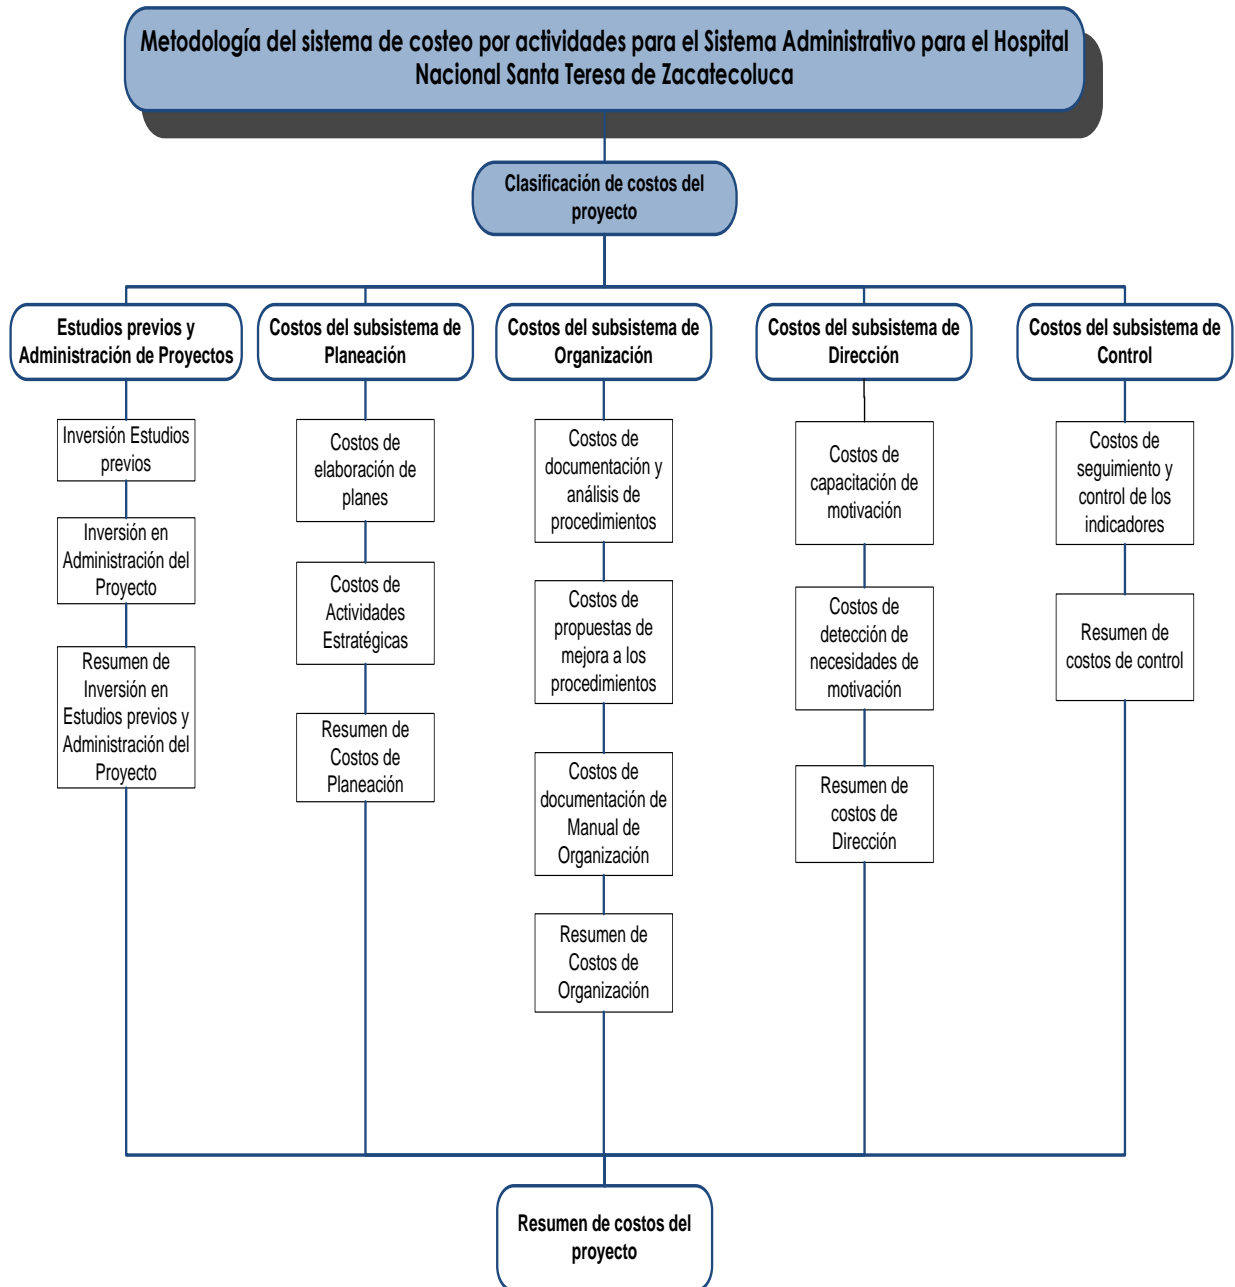 Metodología del sistema de costeo por actividades para el Sistema Administrativo para el Hospital
Nacional Santa Teresa de Zacatecoluca
Clasificación de costos del
proyecto
Estudios previos y
Administración de Proyectos
Inversión Estudios
previos
Inversión en
Administración del
Proyecto
Resumen de
Inversión en
Estudios previos y
Administración del
Proyecto
Costos del subsistema de
Planeación
Costos de
elaboración de
planes
Costos de
Actividades
Estratégicas
Resumen de
Costos de
Planeación
Costos del subsistema de
Organización
Costos de
documentación y
análisis de
procedimientos
Costos de
propuestas de
mejora a los
procedimientos
Costos de
documentación de
Manual de
Organización
Resumen de
Costos de
Organización
Costos del subsistema de
Dirección
Costos de
capacitación de
motivación
Costos de
detección de
necesidades de
motivación
Resumen de
costos de
Dirección
Costos del subsistema de
Control
Costos de
seguimiento y
control de los
indicadores
Resumen de
costos de control
Resumen de costos del
proyecto